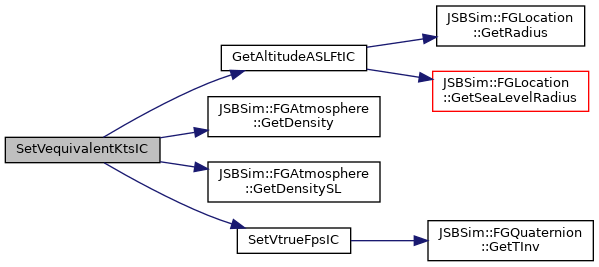 SetVequivalentKtsIC
GetAltitudeASLFtIC
JSBSim::FGLocation
::GetRadius
JSBSim::FGLocation
::GetSeaLevelRadius
JSBSim::FGAtmosphere
::GetDensity
JSBSim::FGAtmosphere
::GetDensitySL
SetVtrueFpsIC
JSBSim::FGQuaternion
::GetTInv